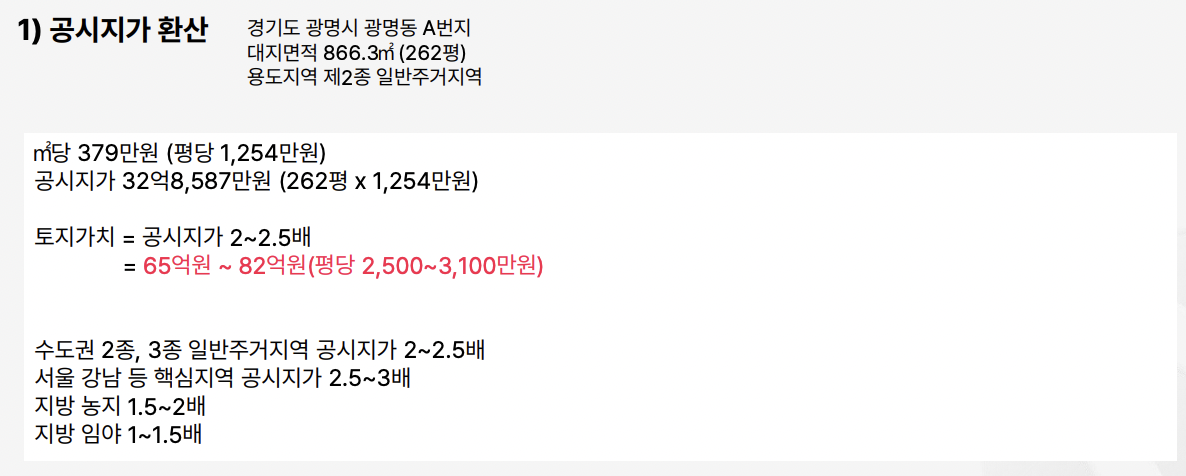 1) 공시지가 환산
경기도 광명시 광명동 A번지
대지면적 866.3㎡ (262평)
용도지역 제2종 일반주거지역
㎡당 379만원 (평당 1,254만원)
공시지가 32억8,587만원 (262평 x 1,254만원)
토지가치 = 공시지가 2~2.5배
= 65억원 ~ 82억원(평당 2,500~3,100만원)
수도권 2종, 3종 일반주거지역 공시지가 2~2.5배
서울 강남 등 핵심지역 공시지가 2.5~3배
지방 농지 1.5~2배
지방 임야 1~1.5배